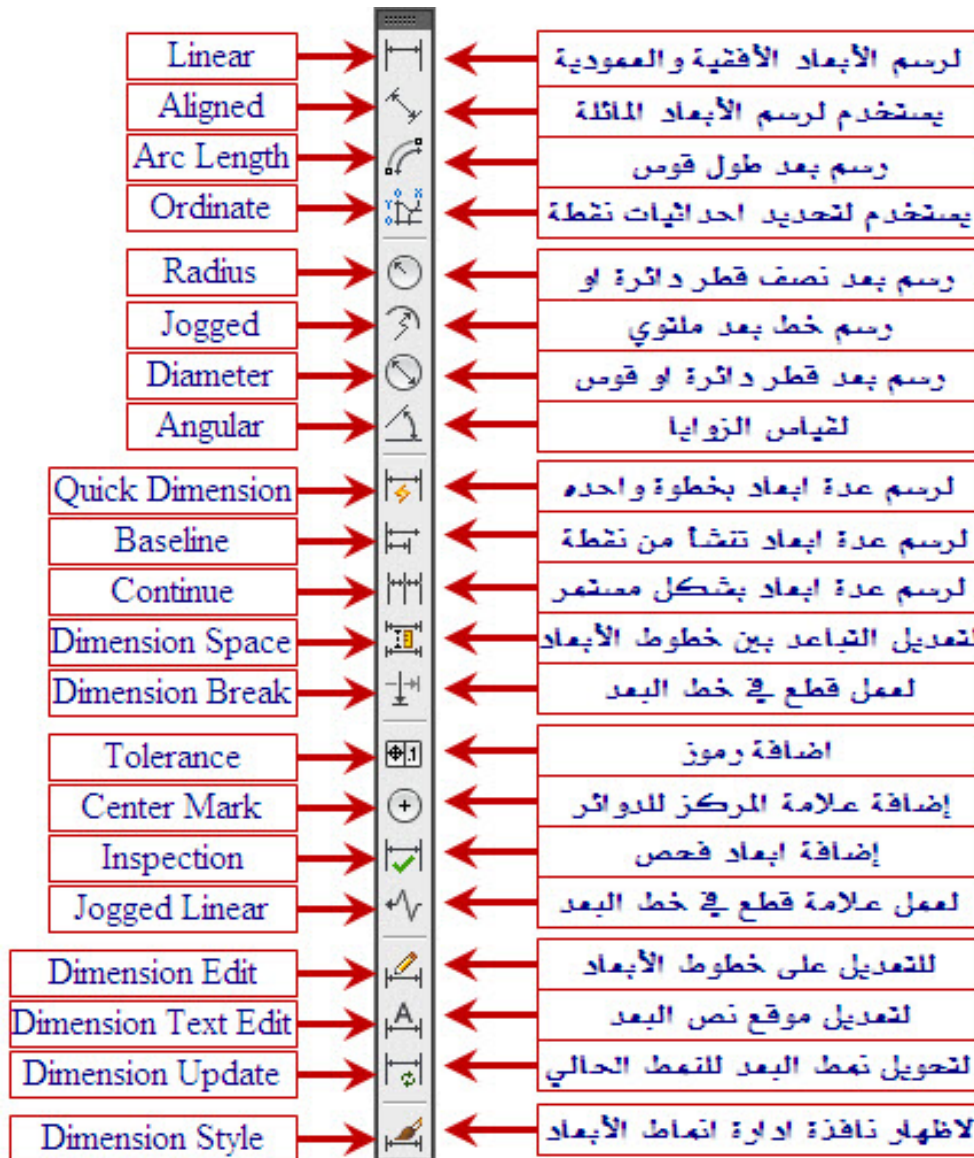 Linear لرسم الأبعاد الأفقية والعمودية
Aligned يستخدم لرسم الأبعاد المائلة
Arc Length رسم بعد طول قوس
Ordinate يستخدم لتحديد احداثيات نقطة
Radius رسم بعد نصف قطر دائرة او
Jogged رسم خط بعد ملتوي
Diameter رسم بعد قطر دائرة او قوس
Angular لقياس الزوايا
Quick Dimension لرسم عدة ابعاد بخطوة واحده
Baseline لرسم عدة ابعاد تنشأ من نقطة
Continue لرسم عدة ابعاد بشكل مستمر
Dimension Space لتعديل التباعد بين خطوط الأبعاد
Dimension Break لعمل قطع في خط البعد
Tolerance اضافة رموز
Center Mark إضافة علامة المركز للدوائر
Inspection إضافة ابعاد فحص
Jogged Linear لعمل علامة قطع في خط البعد
Dimension Edit للتعديل على خطوط الأبعاد
Dimension Text Edit لتعديل موقع نص البعد
Dimension Update لتحويل نمط البعد للنمط الحالي
Dimension Style لاظهار نافذة ادارة انماط الأبعاد